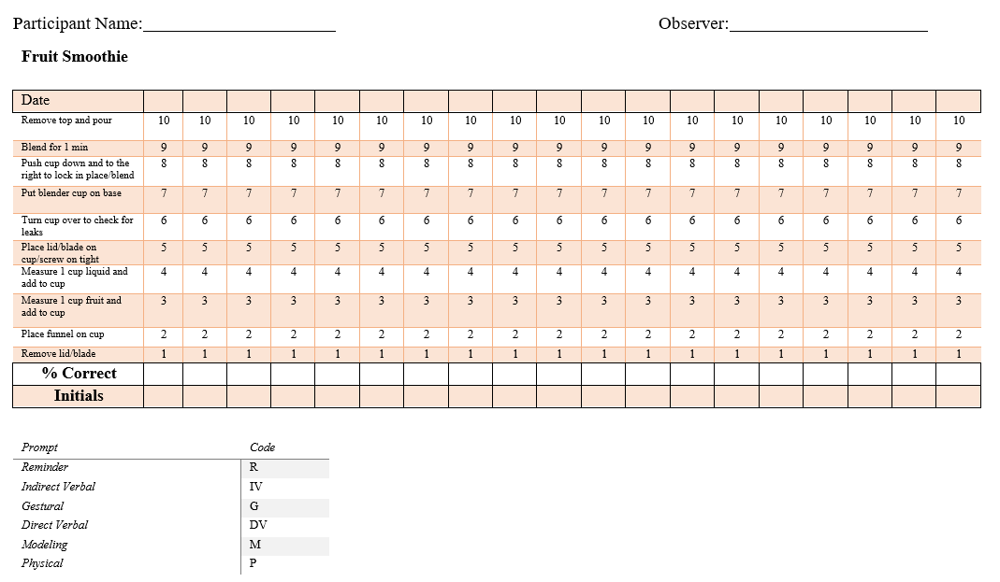 Participant Name:_____________________ Observer:_____________________
Fruit Smoothie
Date
Remove top and pour 10 10 10 10 10 10 10 10 10 10 10 10 10 10 10 10 10 10 10
Blend for 1 min 9 9 9 9 9 9 9 9 9 9 9 9 9 9 9 9 9 9 9
Push cup down and to the 8 8 8 8 8 8 8 8 8 8 8 8 8 8 8 8 8 8 8
right to lock in place/blend
Put blender cup on base 7 7 7 7 7 7 7 7 7 7 7 7 7 7 7 7 7 7 7
Turn cup over to check for 6 6 6 6 6 6 6 6 6 6 6 6 6 6 6 6 6 6 6
leaks
Place lid/blade on 5 5 5 5 5 5 5 5 5 5 5 5 5 5 5 5 5 5 5
cup/screw on tight
Measure 1 cup liquid and 4 4 4 4 4 4 4 4 4 4 4 4 4 4 4 4 4 4 4
add to cup
Measure 1 cup fruit and 3 3 3 3 3 3 3 3 3 3 3 3 3 3 3 3 3 3 3
add to cup
Place funnel on cup 2 2 2 2 2 2 2 2 2 2 2 2 2 2 2 2 2 2 2
Remove lid/blade 1 1 1 1 1 1 1 1 1 1 1 1 1 1 1 1 1 1 1
% Correct
Initials
Prompt Code
Reminder R
Indirect Verbal IV
Gestural G
Direct Verbal DV
Modeling M
Physical P